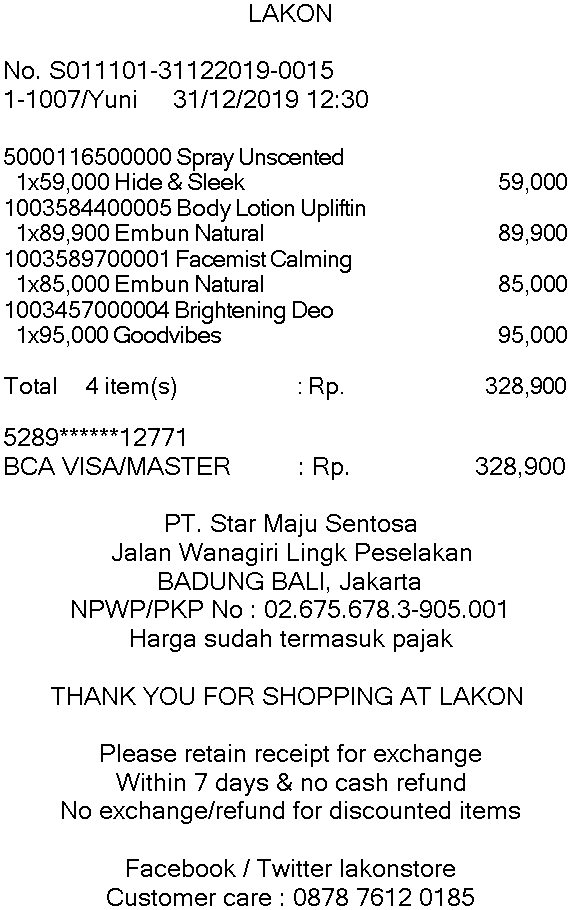 LAKON
No. S011101-31122019-0015
1-1007/Yuni 31/12/2019 12:30
5000116500000 Spray Unscented
1x59,000 Hide & Sleek 59,000
1003584400005 Body Lotion Upliftin
1x89,900 Embun Natural 89,900
1003589700001 Facemist Calming
1x85,000 Embun Natural 85,000
1003457000004 Brightening Deo
1x95,000 Goodvibes 95,000
Total 4 item(s) : Rp. 328,900
5289******12771
BCA VISA/MASTER : Rp. 328,900
PT. Star Maju Sentosa
Jalan Wanagiri Lingk Peselakan
BADUNG BALI, Jakarta
NPWP/PKP No : 02.675.678.3-905.001
Harga sudah termasuk pajak
THANK YOU FOR SHOPPING AT LAKON
Please retain receipt for exchange
Within 7 days & no cash refund
No exchange/refund for discounted items
Facebook / Twitter lakonstore
Customer care : 0878 7612 0185